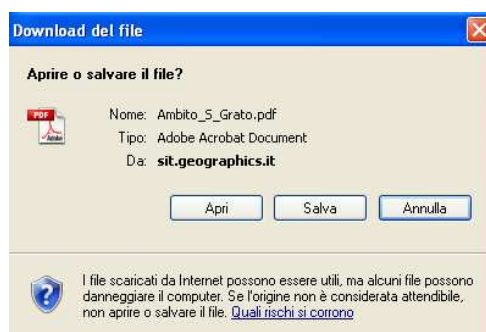 Download del file
Aprire o salvare il file?
PDF
Adobe
Nome: Ambito_S_Grato.pdf
Tipo: Adobe Acrobat Document
Da: sit.geographics.it
Apri Salva Annulla
I file scaricati da Internet possono essere utili, ma alcuni file possono
danneggiare il computer. Se l'origine non è considerata attendibile,
non aprire o salvare il file. Quali rischi si corrono